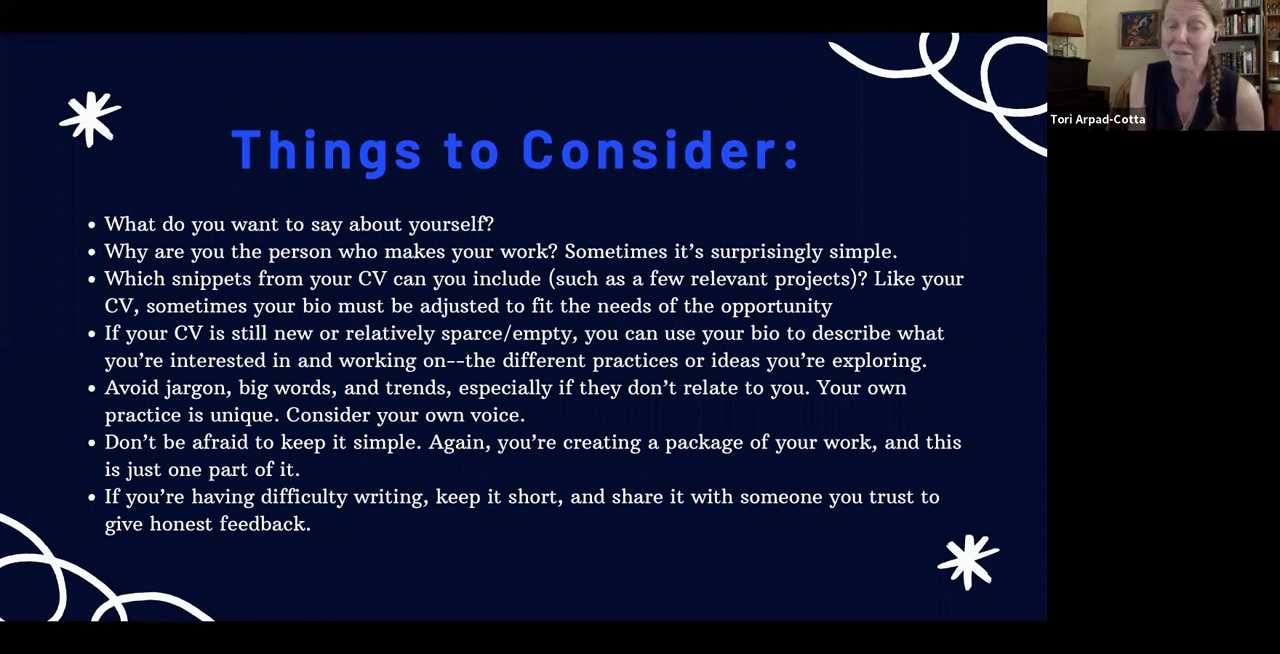 Things to Consider:
• What do you want to say about yourself?
• Why are you the person who makes your work? Sometimes it's surprisingly simple.
• Which snippets from your CV can you include (such as a few relevant projects)? Like your
CV, sometimes your bio must be adjusted to fit the needs of the opportunity
• If your CV is still new or relatively sparce/empty, you can use your bio to describe what
you're interested in and working on--the different practices or ideas you're exploring.
• Avoid jargon, big words, and trends, especially if they don't relate to you. Your own
practice is unique. Consider your own voice.
• Don't be afraid to keep it simple. Again, you're creating a package of your work, and this
is just one part of it.
• If you're having difficulty writing, keep it short, and share it with someone you trust to
give honest feedback.
Tori Arpad-Cotta